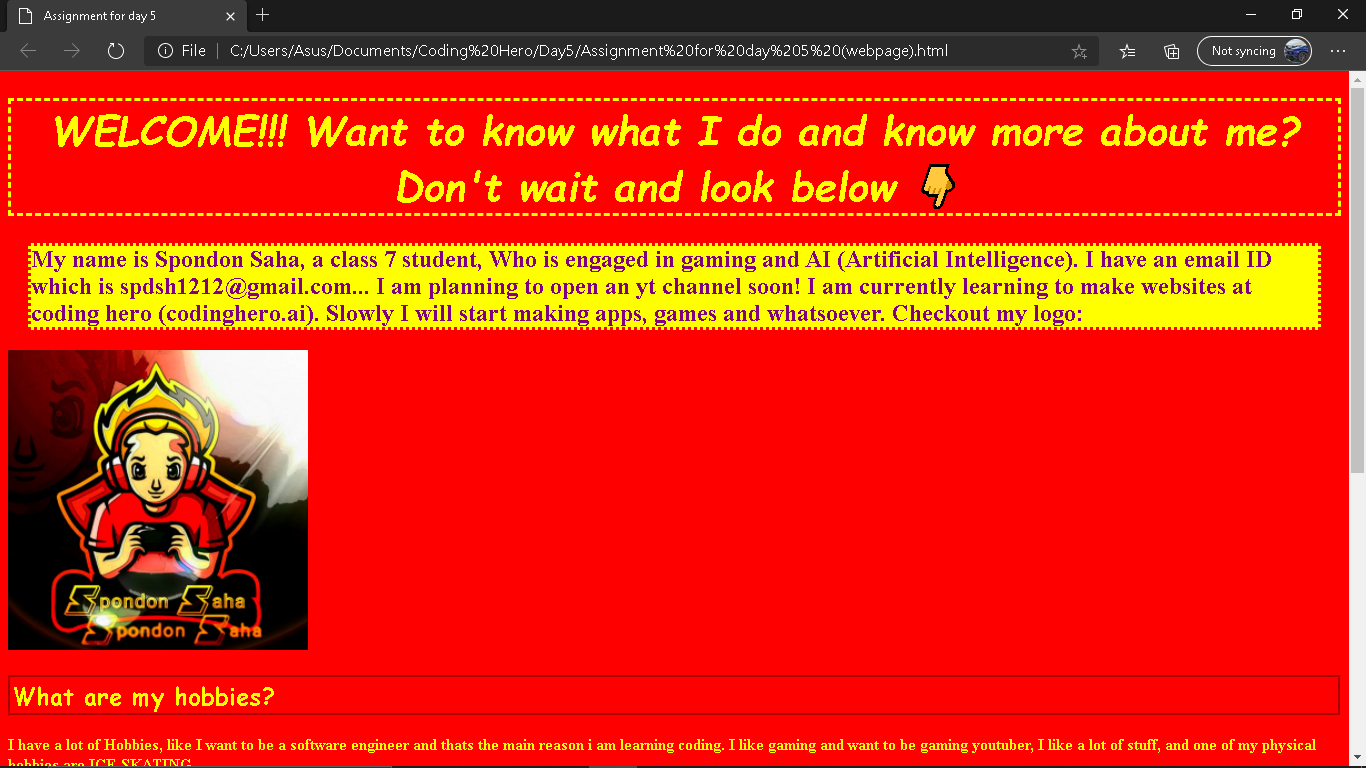 Assignment for day 5
File
C:/Users/Asus/Documents/Coding%20Hero/Day5/Assignment%20for%20day%205%20(webpage).html
Not syncing
WELCOME!!! Want to know what I do and know more about me?
Don't wait and look below 👇
My name is Spondon Saha, a class 7 student, Who is engaged in gaming and AI (Artificial Intelligence). I have an email ID
which is spdsh1212@gmail.com... I am planning to open an yt channel soon! I am currently learning to make websites at
coding hero (codinghero.ai). Slowly I will start making apps, games and whatsoever. Checkout my logo:
Spondon Saha
Spondon Saha
What are my hobbies?
I have a lot of Hobbies, like I want to be a software engineer and thats the main reason i am learning coding. I like gaming and want to be gaming youtuber, I like a lot of stuff, and one of my physical
hobbies are ICE SKATING